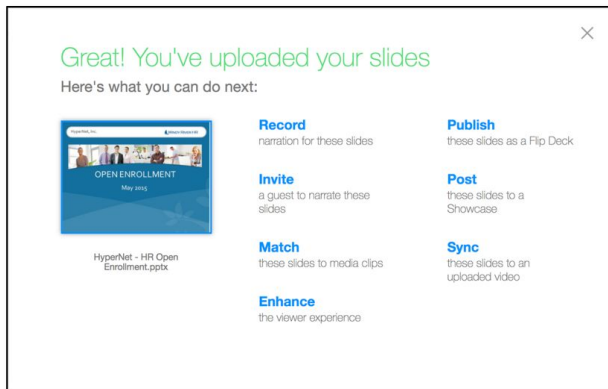 Great! You've uploaded your slides
Here's what you can do next:
HyperNet, Inc
OPEN ENROLLMENT
May 2015
HyperNet - HR Open
Enrollment.pptx
Record
narration for these slides
Invite
a guest to narrate these
slides
Match
these slides to media clips
Enhance
the viewer experience
Publish
these slides as a Flip Deck
Post
these slides to a
Showcase
Sync
these slides to an
uploaded video